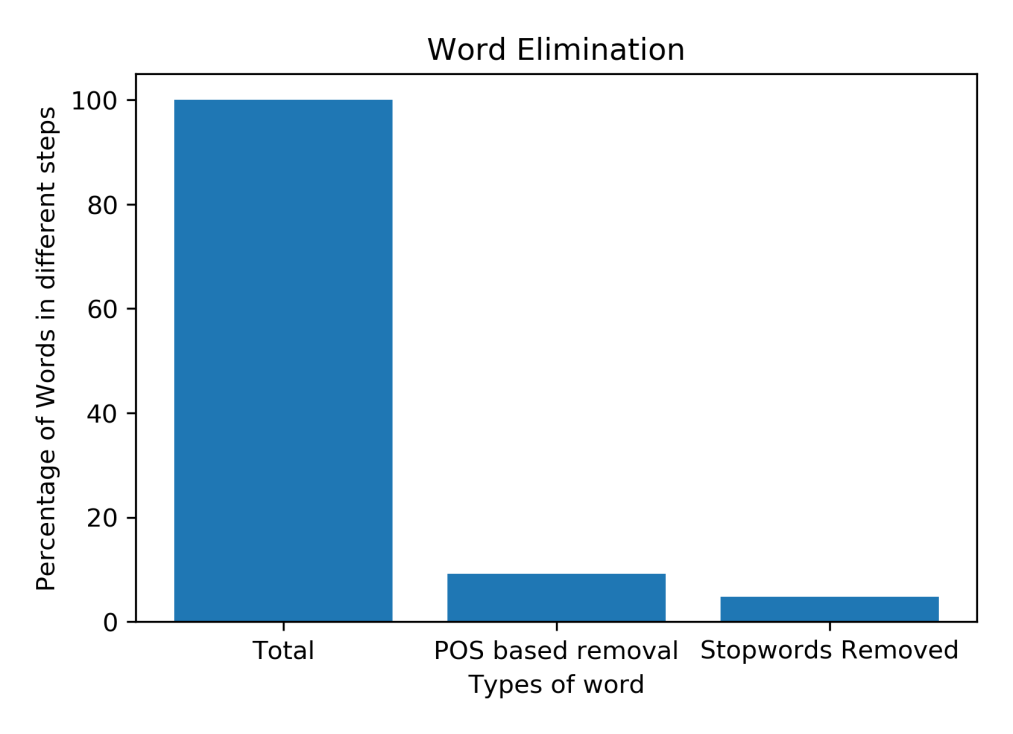 Word Elimination
Percentage of Words in different steps
100
80
60
40
20
0
Total
POS based removal
Stopwords Removed
Types of word